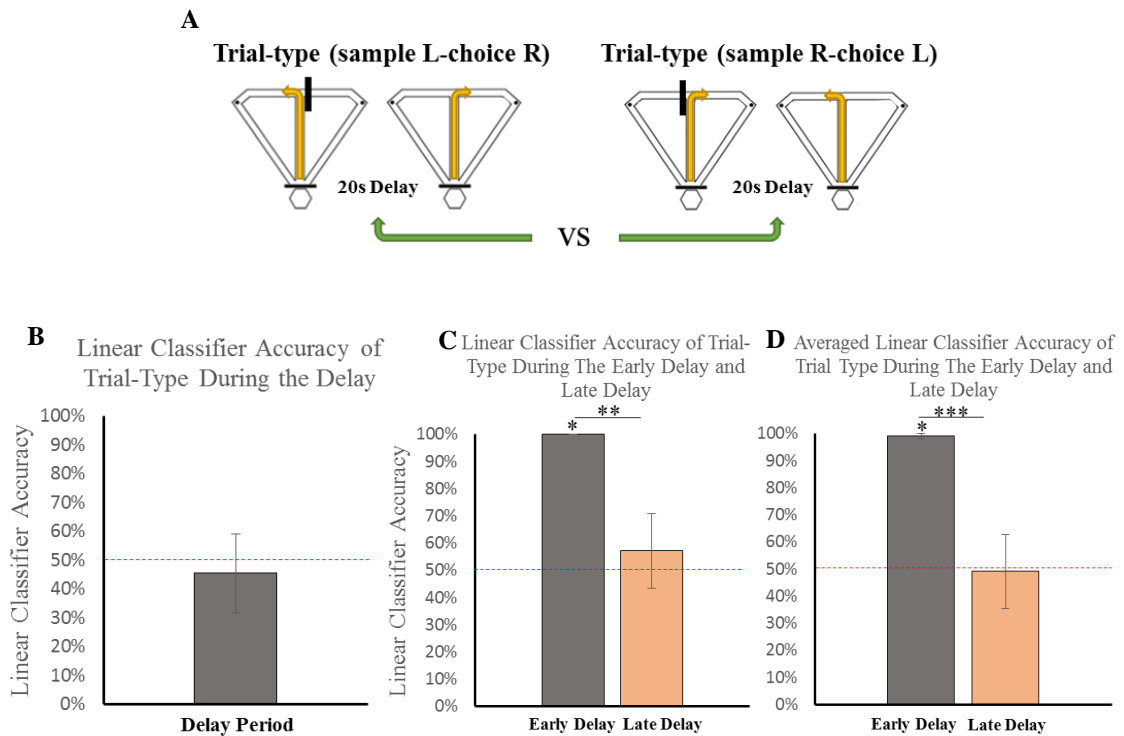 A
Trial-type (sample L-choice R)
Trial-type (sample R-choice L)
20s Delay
20s Delay
VS
B
Linear Classifier Accuracy of
Trial-Type During the Delay
Linear Classifier Accuracy
100%
90%
80%
70%
60%
50%
40%
30%
20%
10%
0%
Delay Period
C
Linear Classifier Accuracy of Trial-
Type During The Early Delay and
Late Delay
**
*
Linear Classifier Accuracy
100%
90%
80%
70%
60%
50%
40%
30%
20%
10%
0%
Early Delay
Late Delay
D
Averaged Linear Classifier Accuracy of
Trial Type During The Early Delay and
Late Delay
***
*
100%
90%
80%
70%
60%
50%
40%
30%
20%
10%
0%
Early Delay
Late Delay